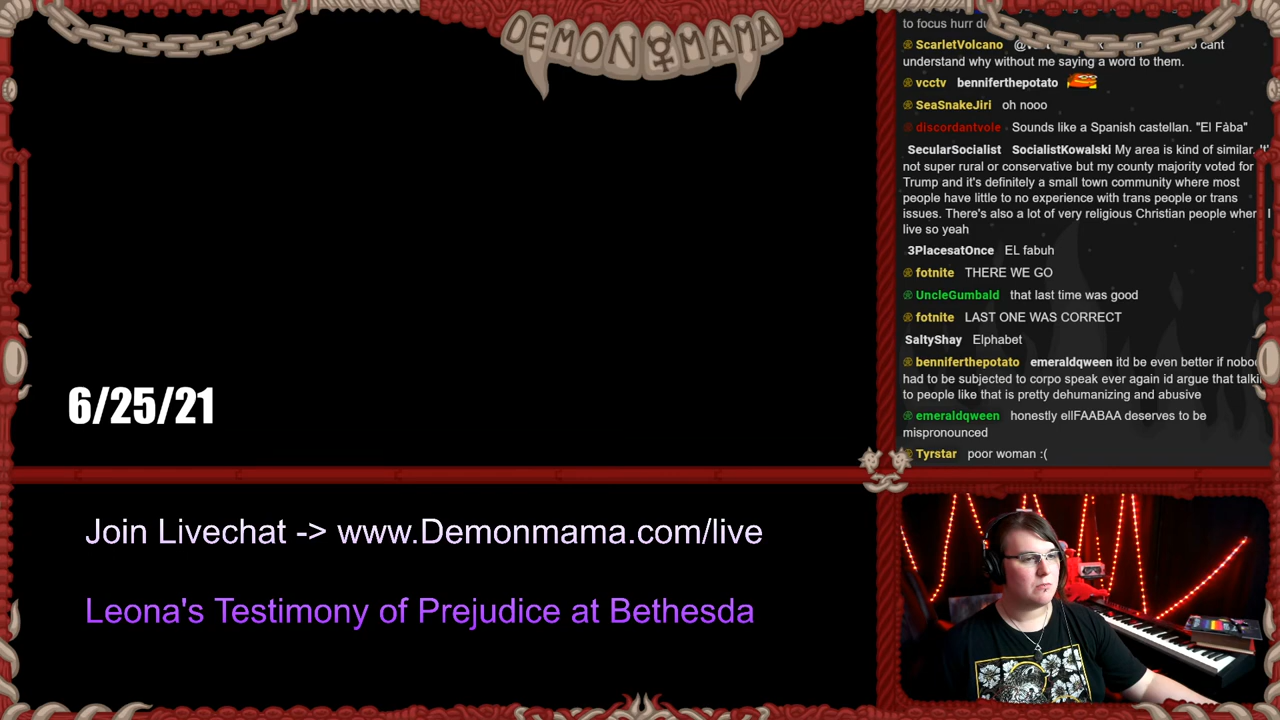 DEMON MAMA
to focus hurr du
ScarletVolcano cant
understand why without me saying a word to them.
vcctv benniferthepotato
SeaSnakeJiri oh nooo
discordantvole Sounds like a Spanish castellan. "El Fàba"
SecularSocialist SocialistKowalski My area is kind of similar.
not super rural or conservative but my county majority voted for
Trump and it's definitely a small town community where most
people have little to no experience with trans people or trans
issues. There's also a lot of very religious Christian people wher I
live so yeah
3PlacesatOnce EL fabuh
fotnite THERE WE GO
UncleGumbald that last time was good
fotnite LAST ONE WAS CORRECT
SaltyShay Elphabet
benniferthepotato emeraldqween itd be even better if nobo
had to be subjected to corpo speak ever again id argue that talki
to people like that is pretty dehumanizing and abusive
emeraldqween honestly ellFAABAA deserves to be
mispronounced
Tyrstar poor woman :(
6/25/21
Join Livechat -> www.Demonmama.com/live
Leona's Testimony of Prejudice at Bethesda